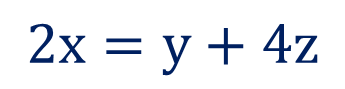 2x = y + 4z